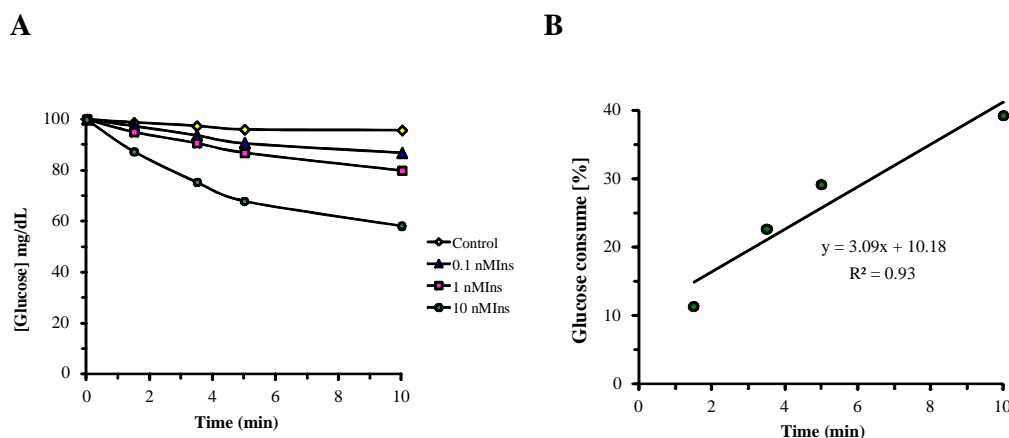 A
B
[Glucose] mg/dL
100
80
60
40
20
0
0 2 4 6 8 10
Time (min)
Control
0.1 nMIns
1 nMIns
10 nMIns
Glucose consume [%]
40
30
20
10
0
y = 3.09x + 10.18
R² = 0.93
0 2 4 6 8 10
Time (min)